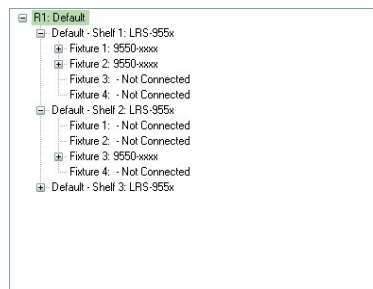 R1: Default
Default - Shelf 1: LRS-955x
Fixture 1: 9550-xxxx
Fixture 2: 9550-xxxx
Fixture 3: - Not Connected
Fixture 4: - Not Connected
Default - Shelf 2: LRS-955x
Fixture 1: - Not Connected
Fixture 2: - Not Connected
Fixture 3: 9550-xxxx
Fixture 4: - Not Connected
Default - Shelf 3: LRS-955x